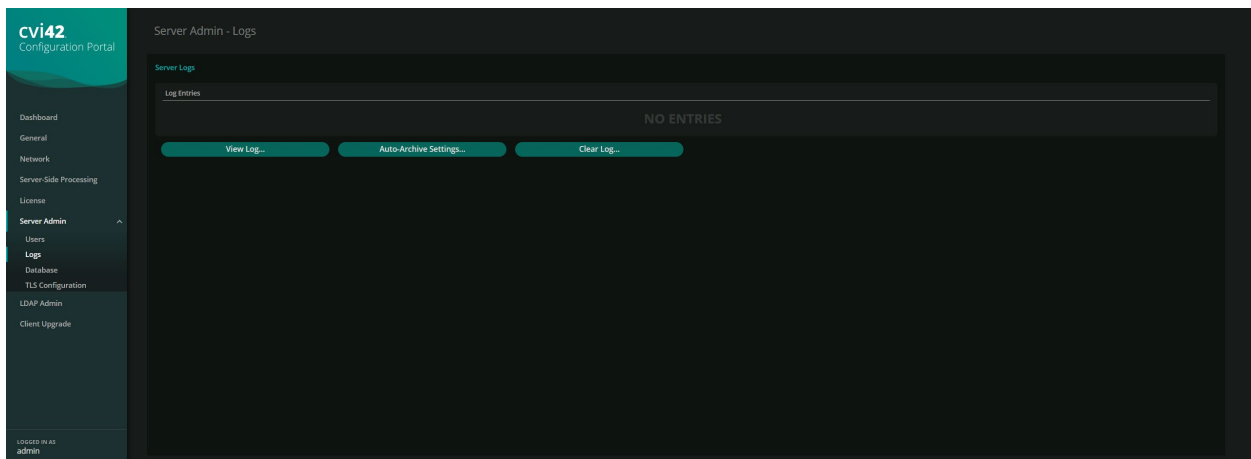 cvi42
Configuration Portal
Dashboard
General
Network
Server-Side Processing
License
Server Admin
Users
Logs
Database
TLS Configuration
LDAP Admin
Client Upgrade
LOGGED IN AS
admin
Server Admin - Logs
Server Logs
Log Entries
NO ENTRIES
View Log... Auto-Archive Settings... Clear Log...